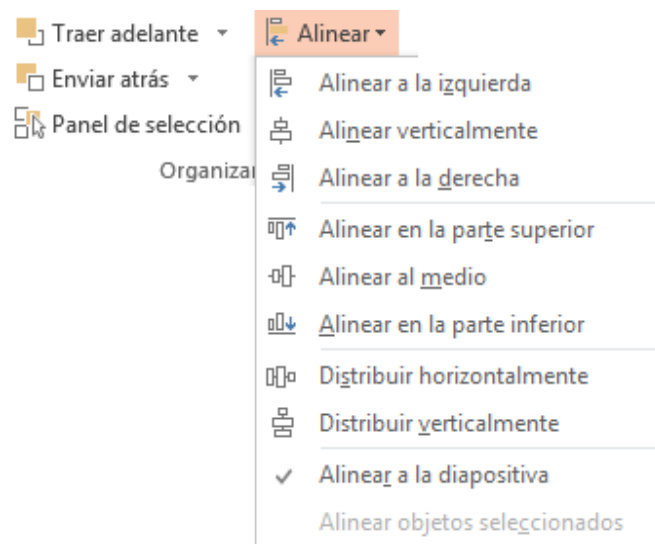 Traer adelante
Enviar atrás
Panel de selección
Organizar
Alinear
Alinear a la izquierda
Alinear verticalmente
Alinear a la derecha
Alinear en la parte superior
Alinear al medio
Alinear en la parte inferior
Distribuir horizontalmente
Distribuir verticalmente
Alinear a la diapositiva
Alinear objetos seleccionados